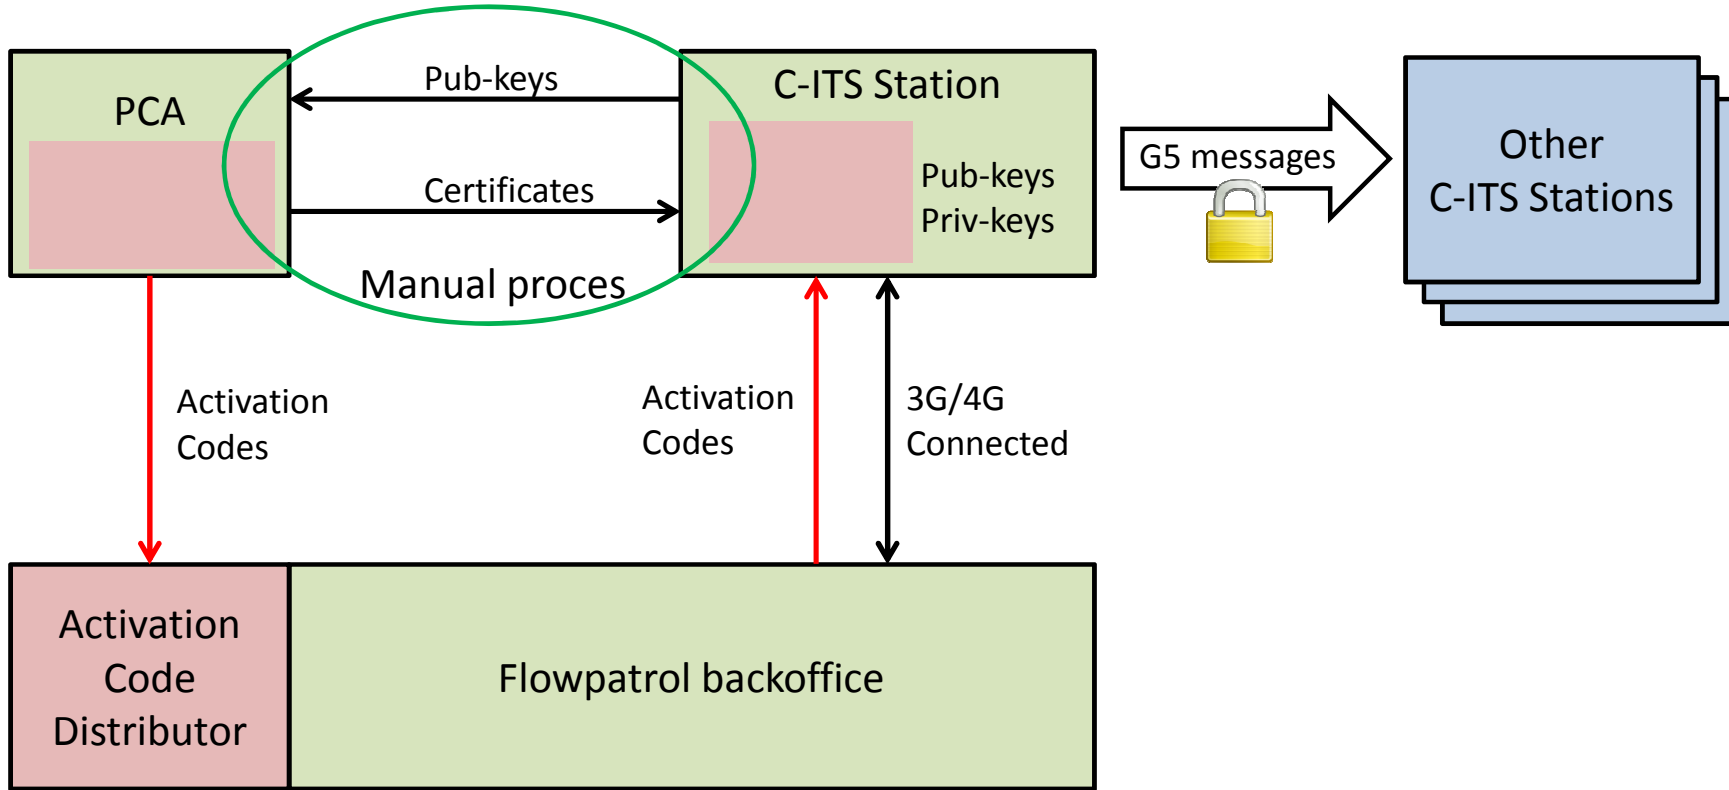 PCA
Pub-keys
Certificates
Manual proces
C-ITS Station
Pub-keys
Priv-keys
G5 messages
Other
C-ITS Stations
Activation
Codes
Activation
Codes
3G/4G
Connected
Activation
Code
Distributor
Flowpatrol backoffice